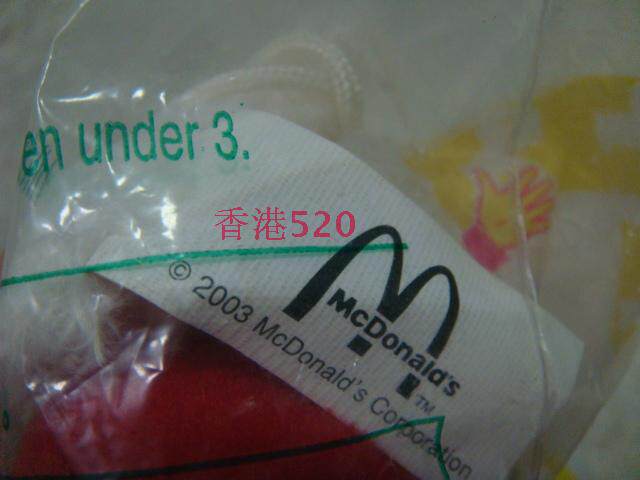 en under 3.
香港520
McDonald's
TM
© 2003 McDonald's Corporation